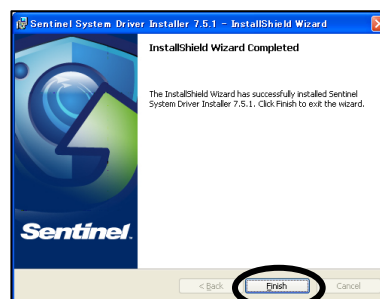 Sentinel System Driver Installer 7.5.1 - InstallShield Wizard
InstallShield Wizard Completed
The InstallShield Wizard has successfully installed Sentinel
System Driver Installer 7.5.1. Click Finish to exit the wizard.
Sentinel.
< Back
Finish
Cancel